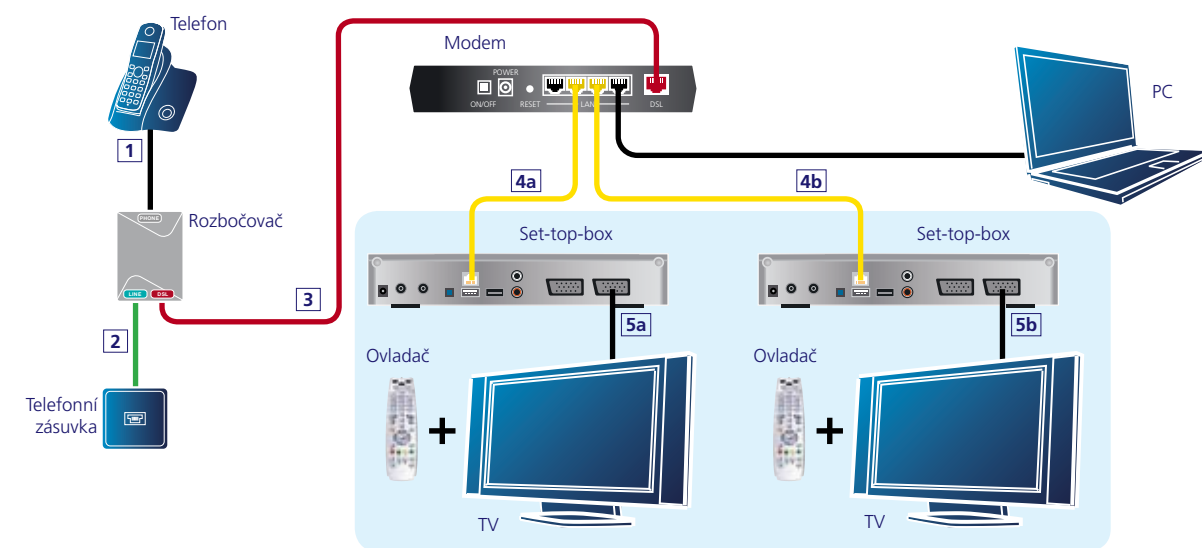 Telefon
Modem
POWER
ON/OFF
RESET
LAN
DSL
PC
1
4a
4b
PHONE
Rozbočovač
Set-top-box
Set-top-box
LINE
DSL
3
2
5a
5b
Ovladač
Ovladač
Telefonní
zásuvka
TV
TV